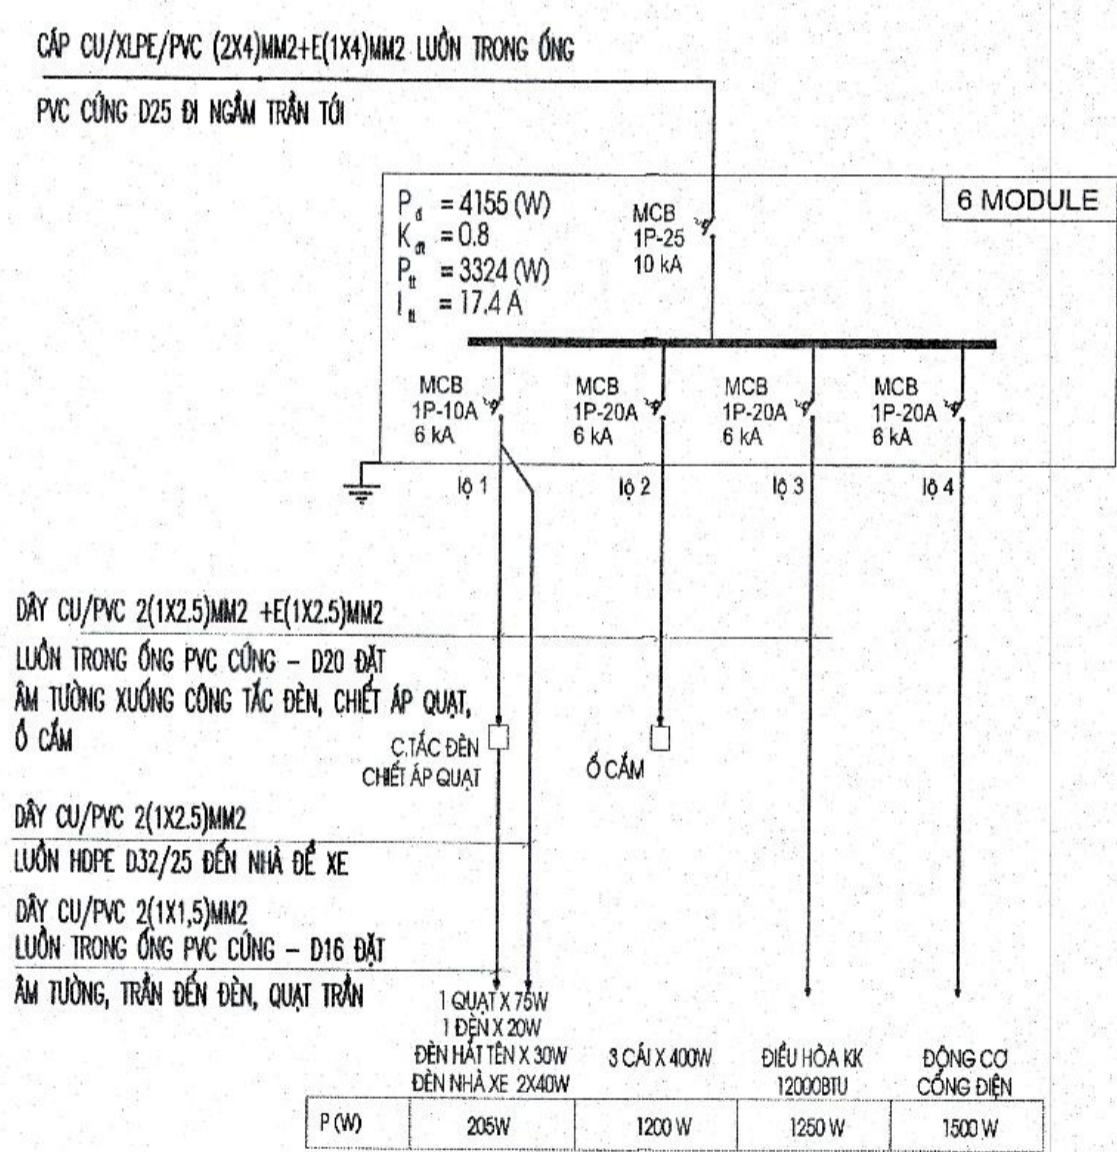 CÁP CU/XLPE/PVC (2X4)MM2+E(1X4)MM2 LUỒN TRONG ỐNG
PVC CỨNG D25 ĐI NGẦM TRẦN TỚI
6 MODULE
Pđ = 4155 (W)
Kđt = 0.8
Ptt = 3324 (W)
Itt = 17.4 A
MCB
1P-25
10 kA
MCB
1P-10A
6 kA
MCB
1P-20A
6 kA
MCB
1P-20A
6 kA
MCB
1P-20A
6 kA
lộ 1
lộ 2
lộ 3
lộ 4
DÂY CU/PVC 2(1X2.5)MM2 +E(1X2.5)MM2
LUỒN TRONG ỐNG PVC CỨNG – D20 ĐẶT
ÂM TƯỜNG XUỐNG CÔNG TẮC ĐÈN, CHIẾT ÁP QUẠT,
Ổ CẮM
C.TẮC ĐÈN
CHIẾT ÁP QUẠT
Ổ CẮM
DÂY CU/PVC 2(1X2.5)MM2
LUỒN HDPE D32/25 ĐẾN NHÀ ĐỂ XE
DÂY CU/PVC 2(1X1,5)MM2
LUỒN TRONG ỐNG PVC CỨNG – D16 ĐẶT
ÂM TƯỜNG, TRẦN ĐẾN ĐÈN, QUẠT TRẦN
1 QUẠT X 75W
1 ĐÈN X 20W
ĐÈN HẮT TÊN X 30W
ĐÈN NHÀ XE 2X40W
3 CÁI X 400W
ĐIỀU HÒA KK
12000BTU
ĐỘNG CƠ
CỔNG ĐIỆN
P (W)
205W
1200 W
1250 W
1500 W